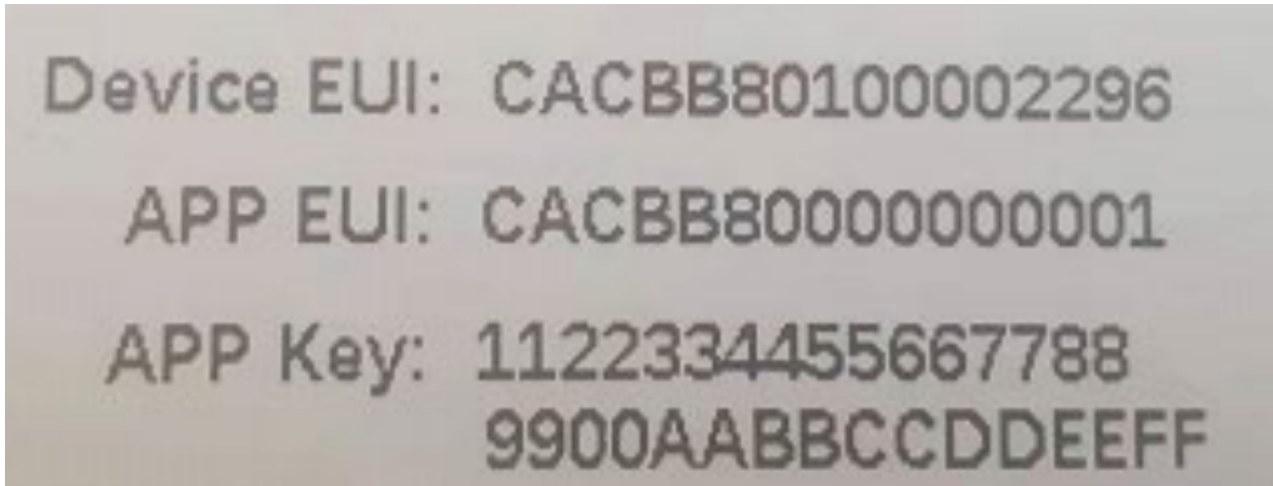 Device EUI: CACBB80100002296
APP EUI: CACBB80000000001
APP Key: 1122334455667788
9900AABBCCDDEEFF